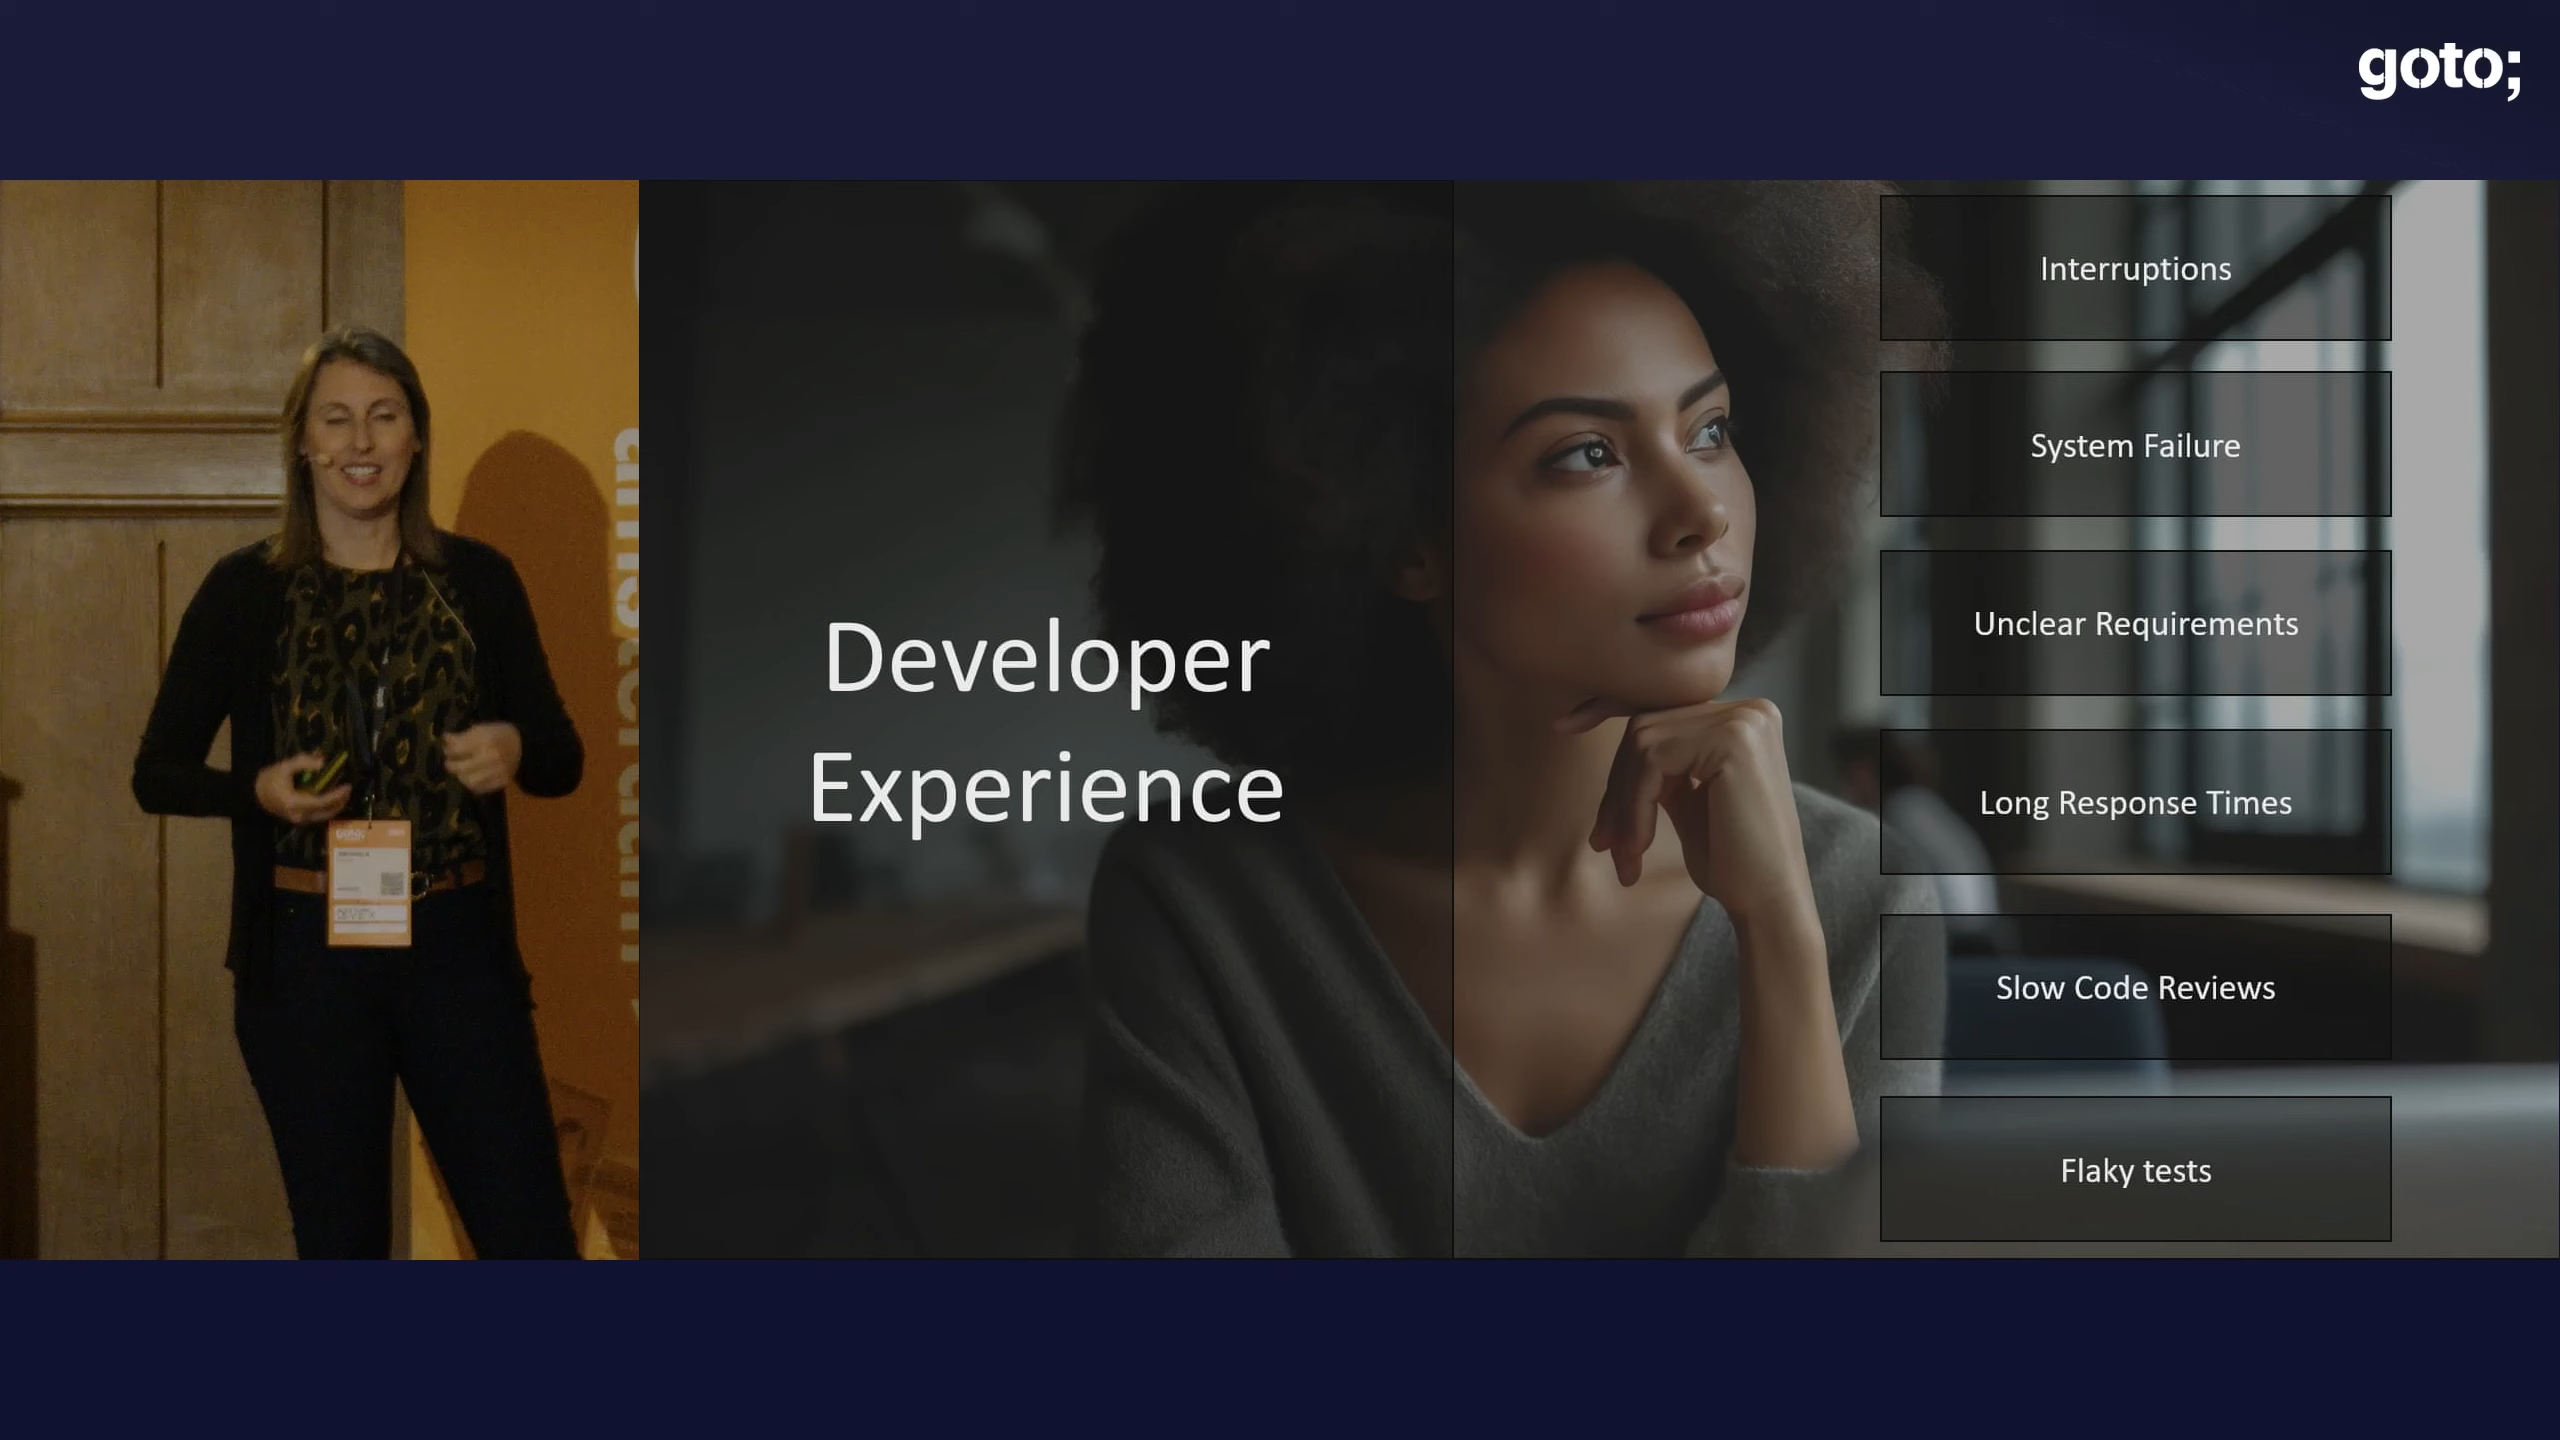 goto;
Developer
Experience
Interruptions
System Failure
Unclear Requirements
Long Response Times
Slow Code Reviews
Flaky tests